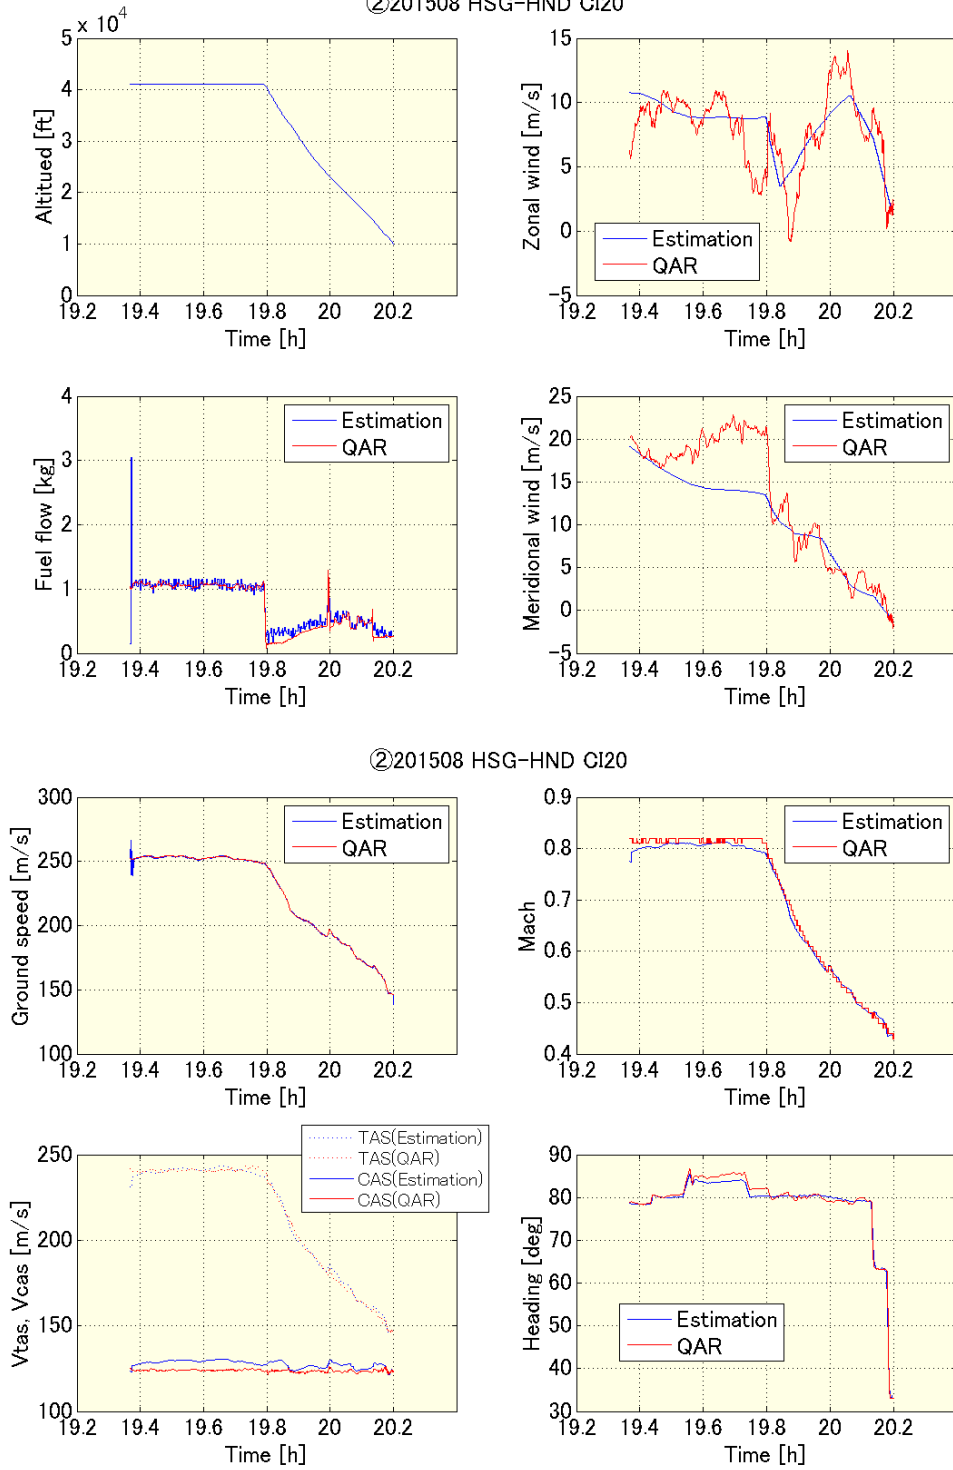 ②201508 HSG-HND CI20
x 10⁴
5
4
3
2
1
0
Altitued [ft]
19.2 19.4 19.6 19.8 20 20.2
Time [h]
15
10
5
0
-5
Zonal wind [m/s]
Estimation
QAR
19.2 19.4 19.6 19.8 20 20.2
Time [h]
4
3
2
1
0
Fuel flow [kg]
Estimation
QAR
19.2 19.4 19.6 19.8 20 20.2
Time [h]
25
20
15
10
5
0
-5
Meridional wind [m/s]
Estimation
QAR
19.2 19.4 19.6 19.8 20 20.2
Time [h]
②201508 HSG-HND CI20
300
250
200
150
100
Ground speed [m/s]
Estimation
QAR
19.2 19.4 19.6 19.8 20 20.2
Time [h]
0.9
0.8
0.7
0.6
0.5
0.4
Mach
Estimation
QAR
19.2 19.4 19.6 19.8 20 20.2
Time [h]
250
200
150
100
Vtas, Vcas [m/s]
TAS(Estimation)
TAS(QAR)
CAS(Estimation)
CAS(QAR)
19.2 19.4 19.6 19.8 20 20.2
Time [h]
90
80
70
60
50
40
30
Heading [deg]
Estimation
QAR
19.2 19.4 19.6 19.8 20 20.2
Time [h]